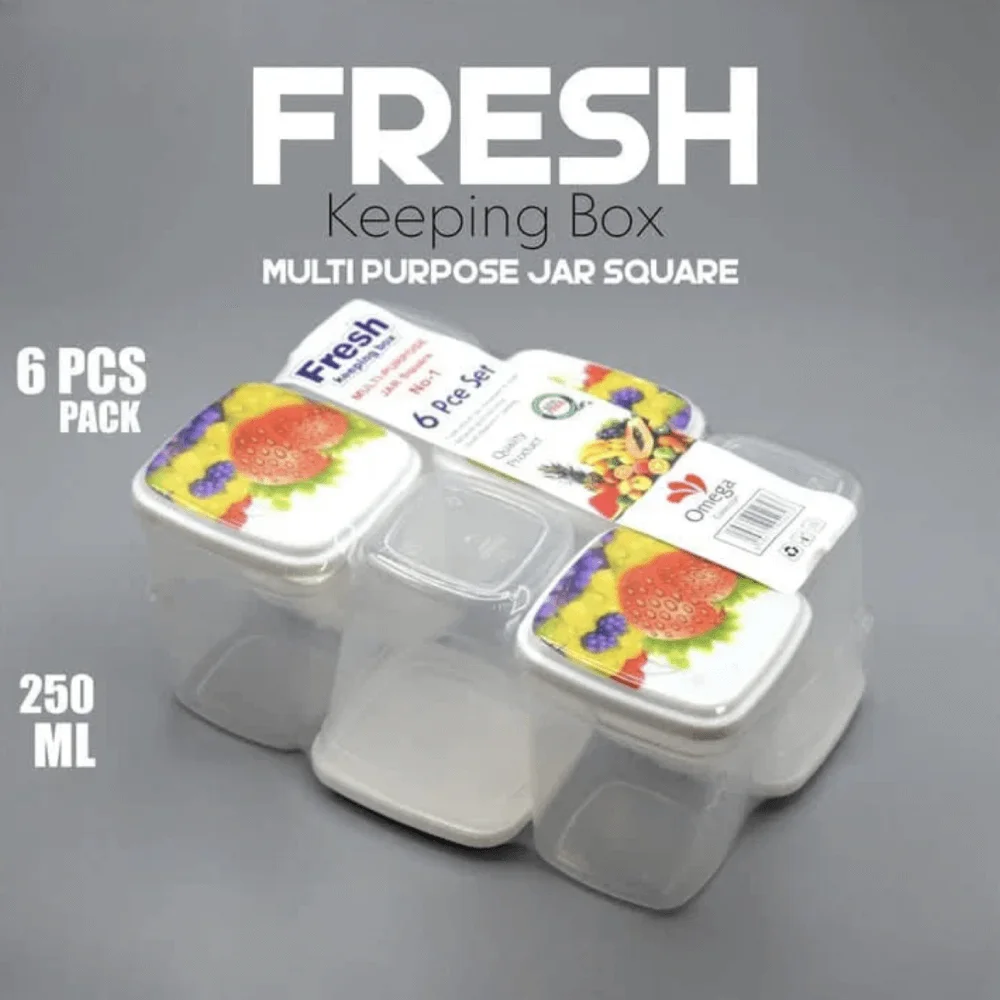 FRESH
Keeping Box
MULTI PURPOSE JAR SQUARE
6 PCS
PACK
Fresh
keeping box
MULTI-PURPOSE
JAR Square
No-1
6 Pce Set
Quality
Product
Omega
250
ML